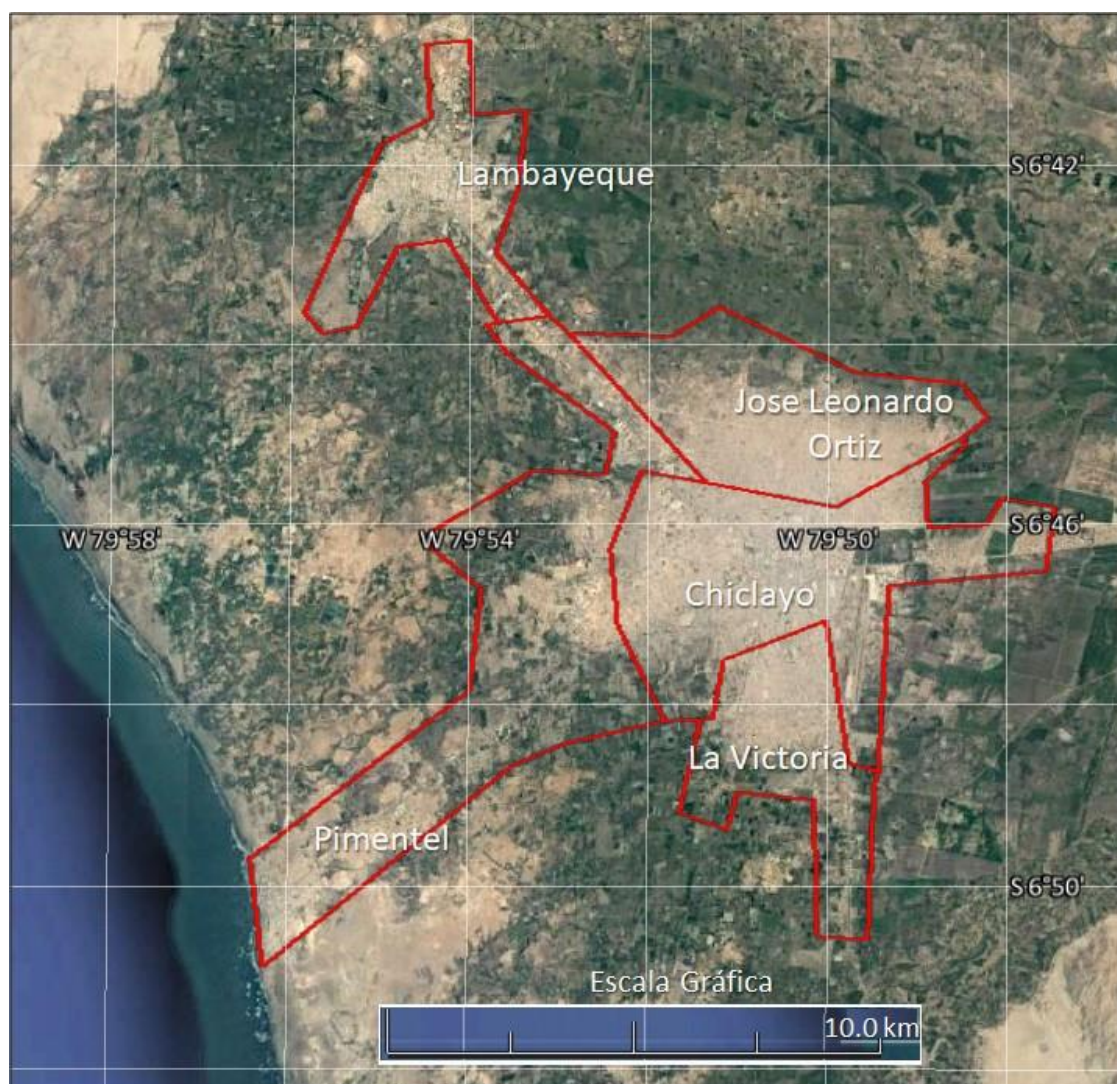 Lambayeque
S 6°42'
Jose Leonardo
Ortiz
W 79°58'
W 79°54'
W 79°50'
S 6°46'
Chiclayo
La Victoria
Pimentel
S 6°50'
Escala Gráfica
10.0 km